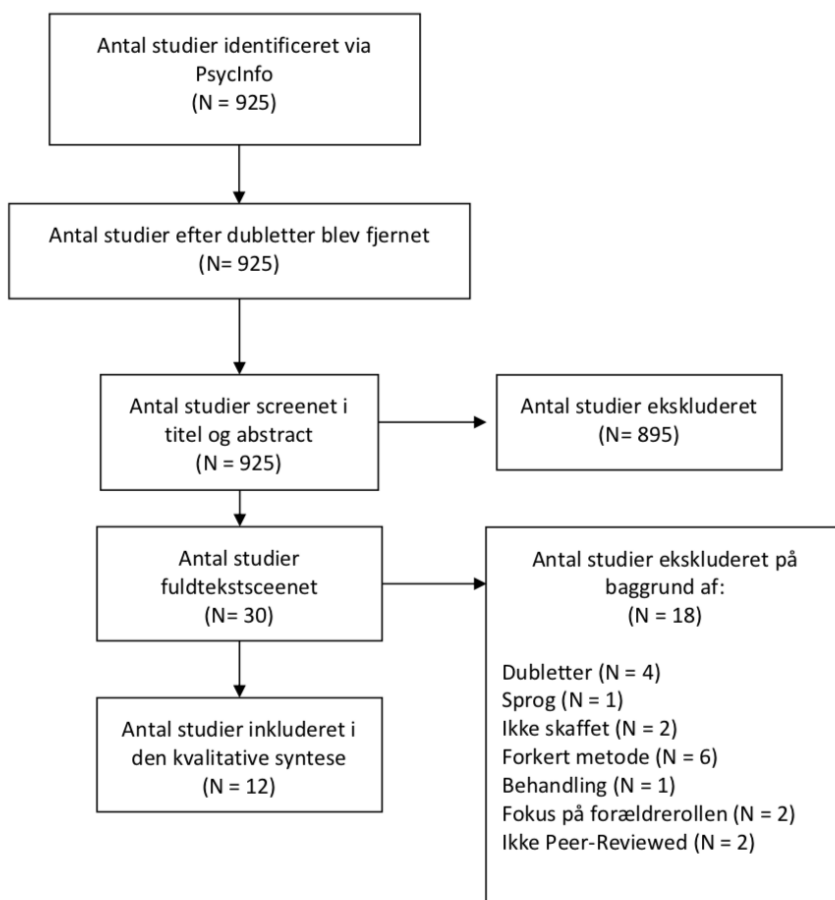 Antal studier identificeret via
PsycInfo
(N = 925)
Antal studier efter dubletter blev fjernet
(N= 925)
Antal studier screenet i
titel og abstract
(N = 925)
Antal studier ekskluderet
(N= 895)
Antal studier
fuldtekstsceenet
(N= 30)
Antal studier ekskluderet på
baggrund af:
(N = 18)
Dubletter (N = 4)
Sprog (N = 1)
Ikke skaffet (N = 2)
Forkert metode (N = 6)
Behandling (N = 1)
Fokus på forældrerollen (N = 2)
Ikke Peer-Reviewed (N = 2)
Antal studier inkluderet i
den kvalitative syntese
(N = 12)